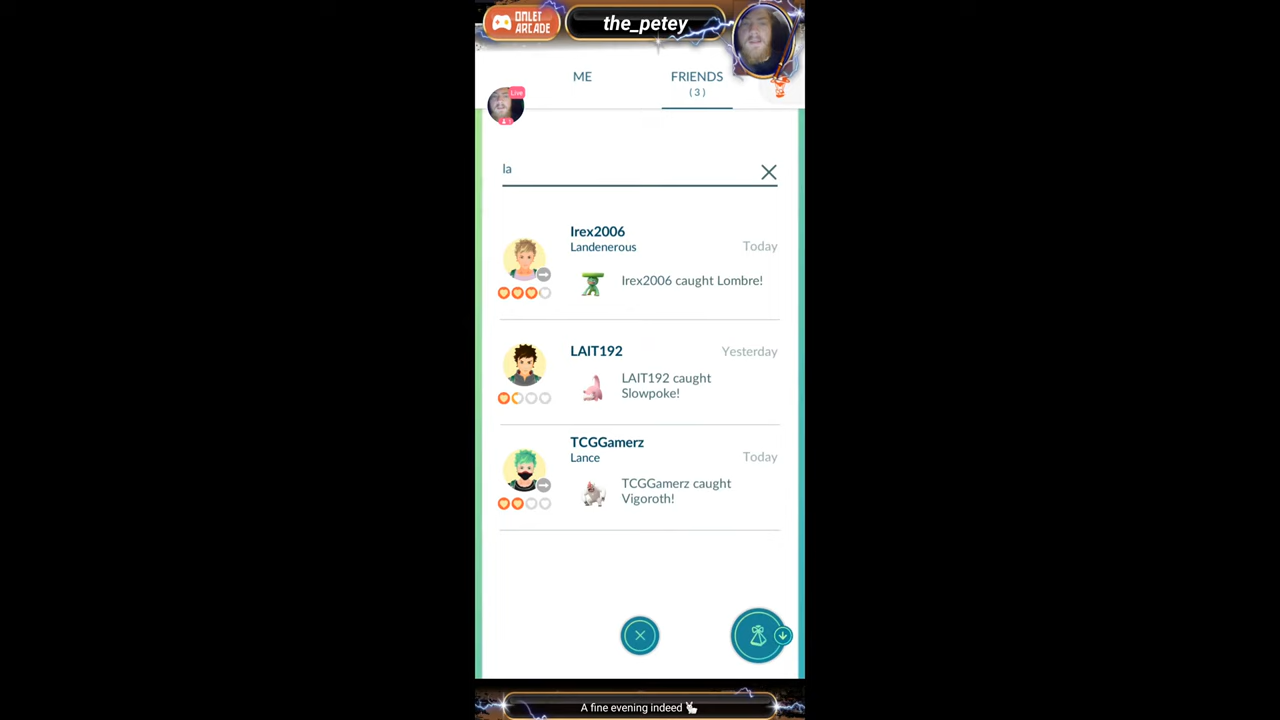 OMLET
ARCADE
the_petey
ME
FRIENDS
(3)
Live
la
Irex2006
Landenerous
Today
Irex2006 caught Lombre!
LAIT192
Yesterday
LAIT192 caught
Slowpoke!
TCGGamerz
Lance
Today
TCGGamerz caught
Vigoroth!
A fine evening indeed